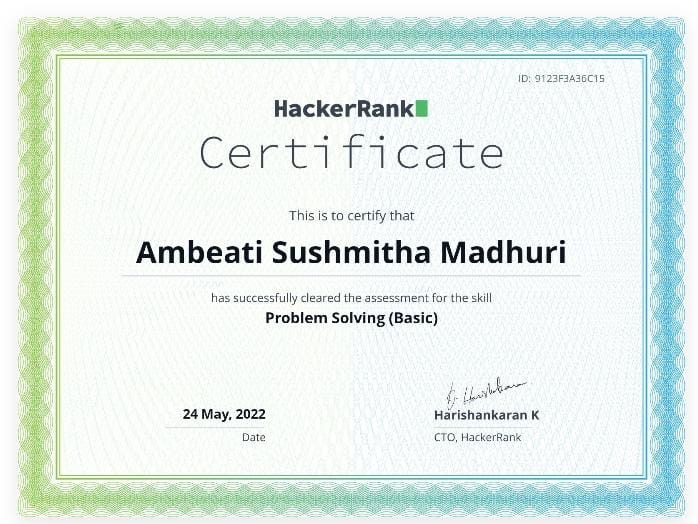 ID: 9123F3A36C15
HackerRank
Certificate
This is to certify that
Ambeati Sushmitha Madhuri
has successfully cleared the assessment for the skill
Problem Solving (Basic)
24 May, 2022
Date
Harishankaran K
CTO, HackerRank